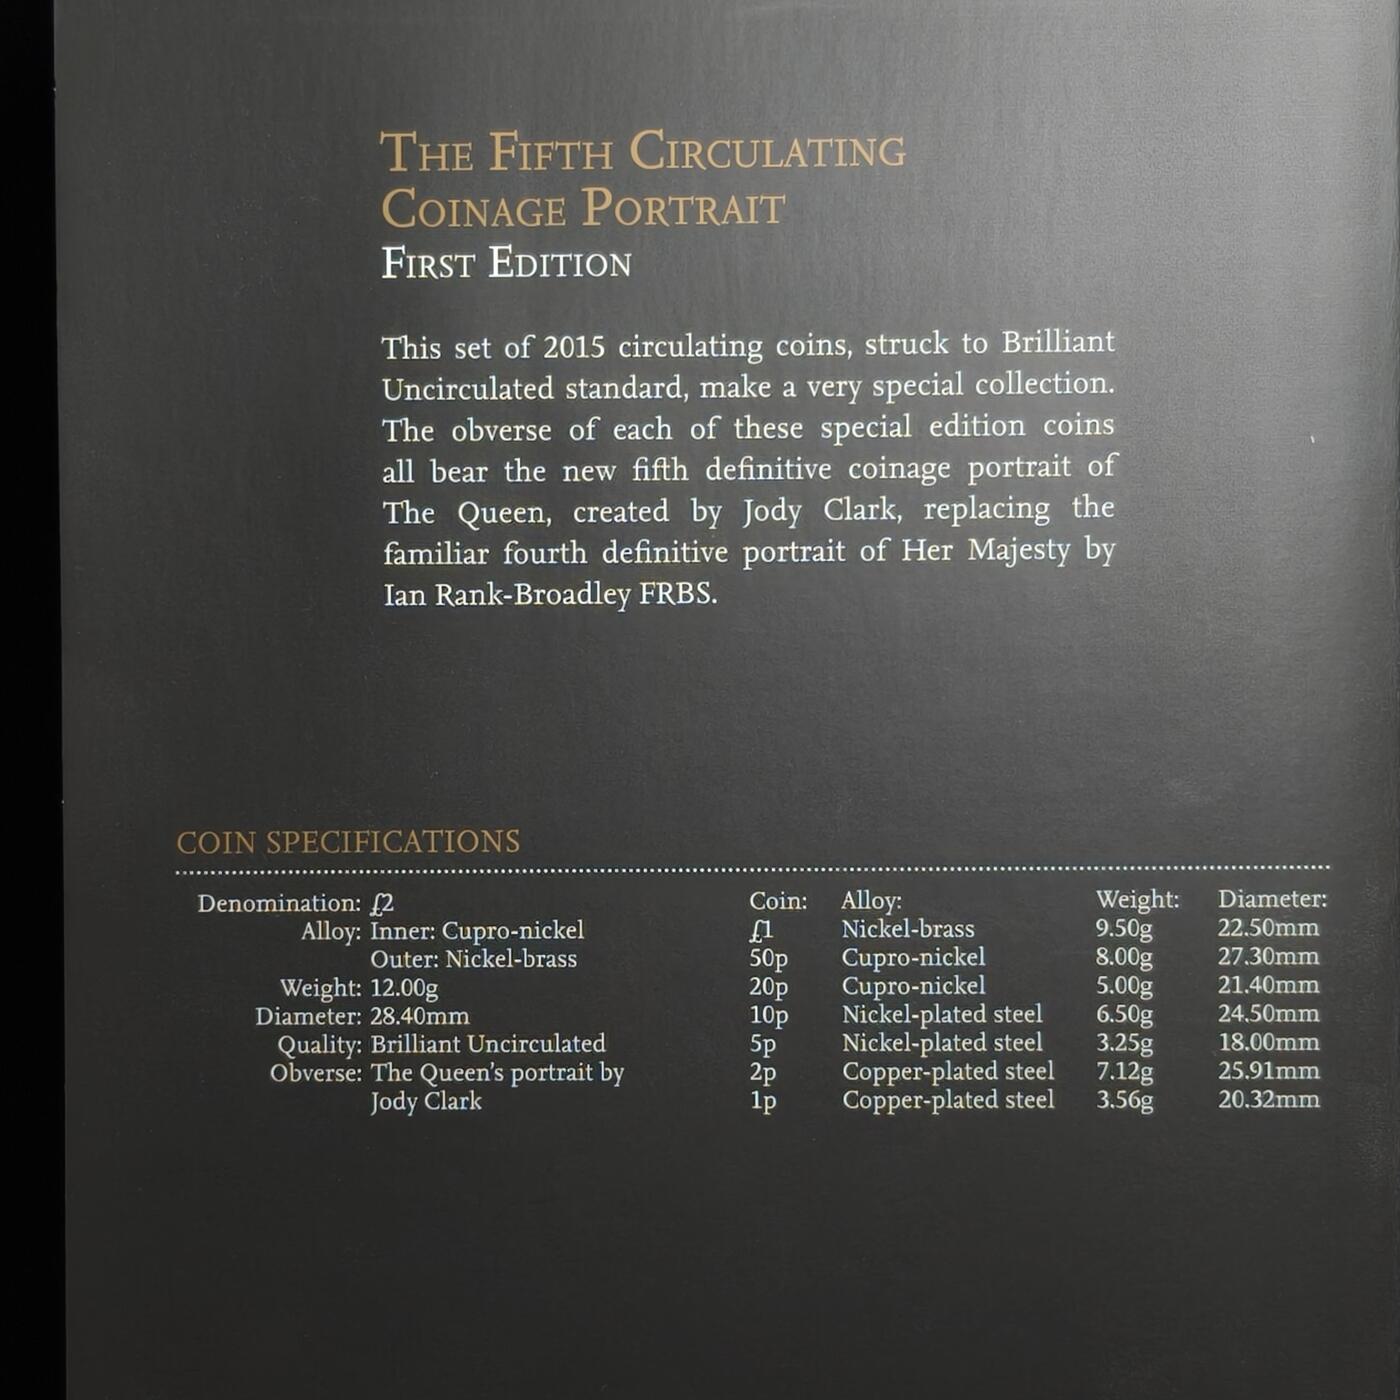 The Fifth Circulating
Coinage Portrait
First Edition
This set of 2015 circulating coins, struck to Brilliant
Uncirculated standard, make a very special collection.
The obverse of each of these special edition coins
all bear the new fifth definitive coinage portrait of
The Queen, created by Jody Clark, replacing the
familiar fourth definitive portrait of Her Majesty by
Ian Rank-Broadley FRBS.
COIN SPECIFICATIONS
Denomination: £2
Alloy: Inner: Cupro-nickel
Outer: Nickel-brass
Weight: 12.00g
Diameter: 28.40mm
Quality: Brilliant Uncirculated
Obverse: The Queen's portrait by
Jody Clark
Coin: Alloy: Weight: Diameter:
£1 Nickel-brass 9.50g 22.50mm
50p Cupro-nickel 8.00g 27.30mm
20p Cupro-nickel 5.00g 21.40mm
10p Nickel-plated steel 6.50g 24.50mm
5p Nickel-plated steel 3.25g 18.00mm
2p Copper-plated steel 7.12g 25.91mm
1p Copper-plated steel 3.56g 20.32mm